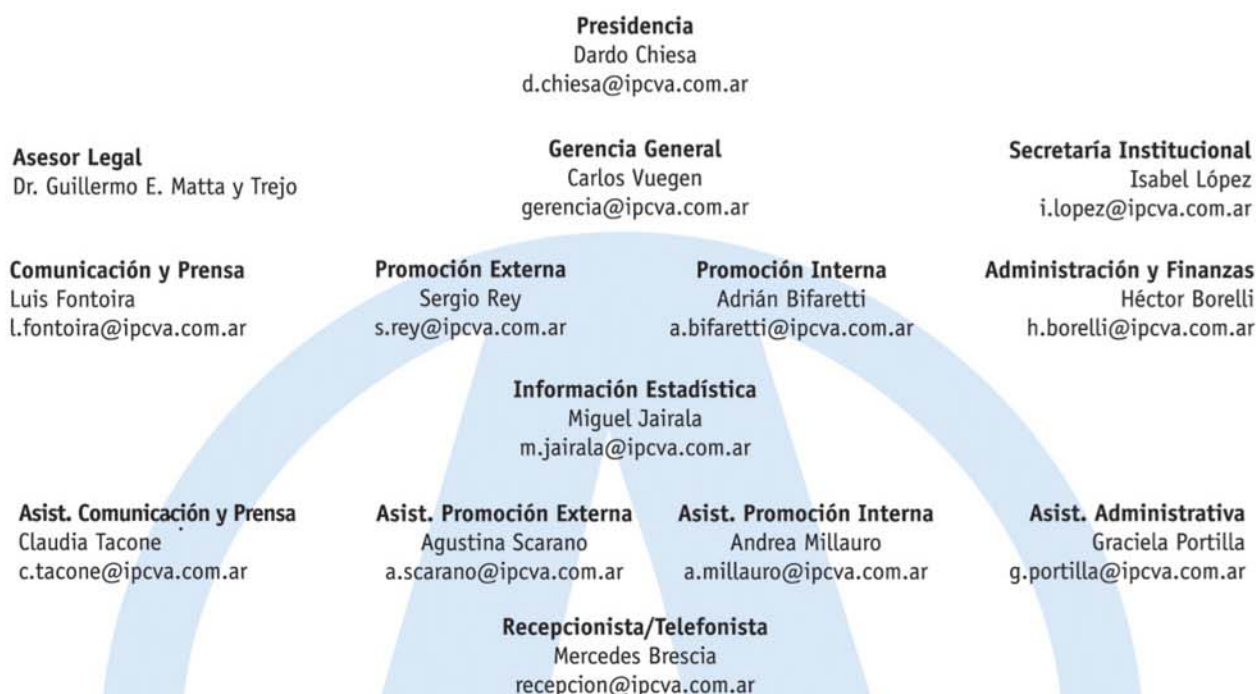 Presidencia
Dardo Chiesa
d.chiesa@ipcva.com.ar
Asesor Legal
Dr. Guillermo E. Matta y Trejo
Gerencia General
Carlos Vuegen
gerencia@ipcva.com.ar
Secretaría Institucional
Isabel López
i.lopez@ipcva.com.ar
Comunicación y Prensa
Luis Fontoira
l.fontoira@ipcva.com.ar
Promoción Externa
Sergio Rey
s.rey@ipcva.com.ar
Promoción Interna
Adrián Bifaretti
a.bifaretti@ipcva.com.ar
Administración y Finanzas
Héctor Borelli
h.borelli@ipcva.com.ar
Información Estadística
Miguel Jairala
m.jairala@ipcva.com.ar
Asist. Comunicación y Prensa
Claudia Tacone
c.tacone@ipcva.com.ar
Asist. Promoción Externa
Agustina Scarano
a.scarano@ipcva.com.ar
Asist. Promoción Interna
Andrea Millauro
a.millauro@ipcva.com.ar
Asist. Administrativa
Graciela Portilla
g.portilla@ipcva.com.ar
Recepcionista/Telefonista
Mercedes Brescia
recepcion@ipcva.com.ar